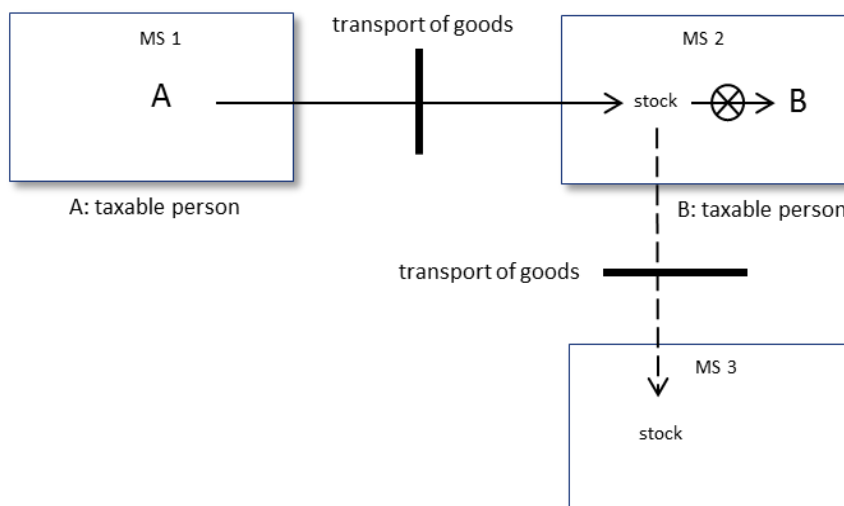 transport of goods
MS 1
MS 2
A
stock
B
A: taxable person
B: taxable person
transport of goods
MS 3
stock